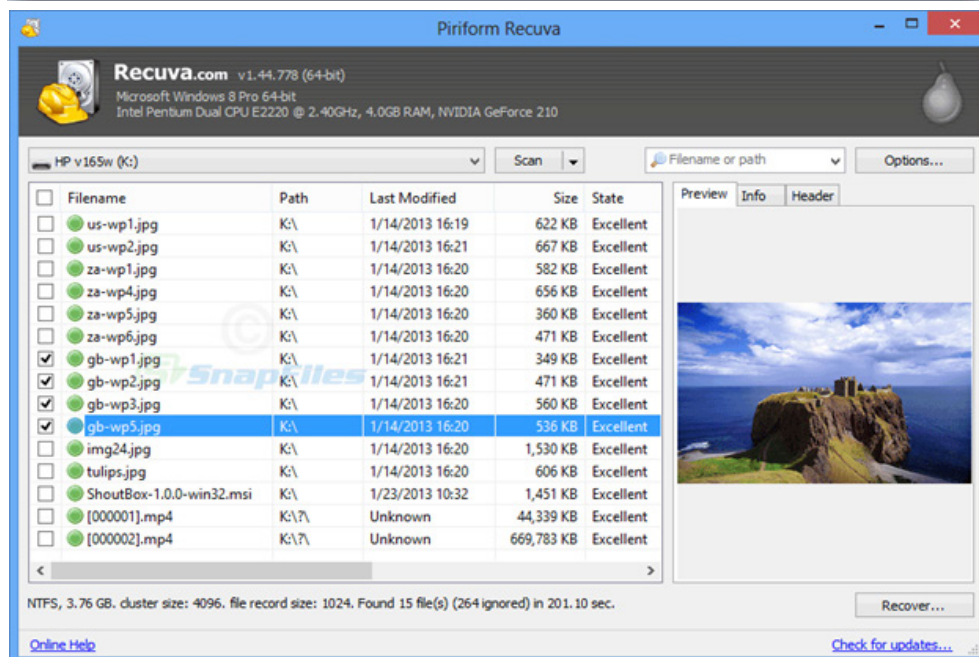 Piriform Recuva
Recuva.com v1.44.778 (64-bit)
Microsoft Windows 8 Pro 64-bit
Intel Pentium Dual CPU E2220 @ 2.40GHz, 4.0GB RAM, NVIDIA GeForce 210
HP v165w (K:) Scan Filename or path Options...
Filename Path Last Modified Size State Preview Info Header
us-wp1.jpg K:\ 1/14/2013 16:19 622 KB Excellent
us-wp2.jpg K:\ 1/14/2013 16:21 667 KB Excellent
za-wp1.jpg K:\ 1/14/2013 16:20 582 KB Excellent
za-wp4.jpg K:\ 1/14/2013 16:20 656 KB Excellent
za-wp5.jpg K:\ 1/14/2013 16:20 360 KB Excellent
za-wp6.jpg K:\ 1/14/2013 16:20 471 KB Excellent
gb-wp1.jpg K:\ 1/14/2013 16:21 349 KB Excellent
gb-wp2.jpg K:\ 1/14/2013 16:21 471 KB Excellent
© SnapFiles
gb-wp3.jpg K:\ 1/14/2013 16:20 560 KB Excellent
gb-wp5.jpg K:\ 1/14/2013 16:20 536 KB Excellent
img24.jpg K:\ 1/14/2013 16:20 1,530 KB Excellent
tulips.jpg K:\ 1/14/2013 16:20 606 KB Excellent
ShoutBox-1.0.0-win32.msi K:\ 1/23/2013 10:32 1,451 KB Excellent
[000001].mp4 K:\?\ Unknown 44,339 KB Excellent
[000002].mp4 K:\?\ Unknown 669,783 KB Excellent
NTFS, 3.76 GB. cluster size: 4096. file record size: 1024. Found 15 file(s) (264 ignored) in 201.10 sec. Recover...
Online Help Check for updates...